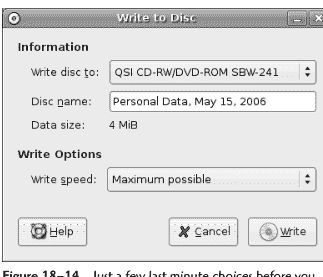 Write to Disc
Information
Write disc to: QSI CD-RW/DVD-ROM SBW-241
Disc name: Personal Data, May 15, 2006
Data size: 4 MiB
Write Options
Write speed: Maximum possible
Help Cancel Write
Figure 18–14 Just a few last minute choices before you